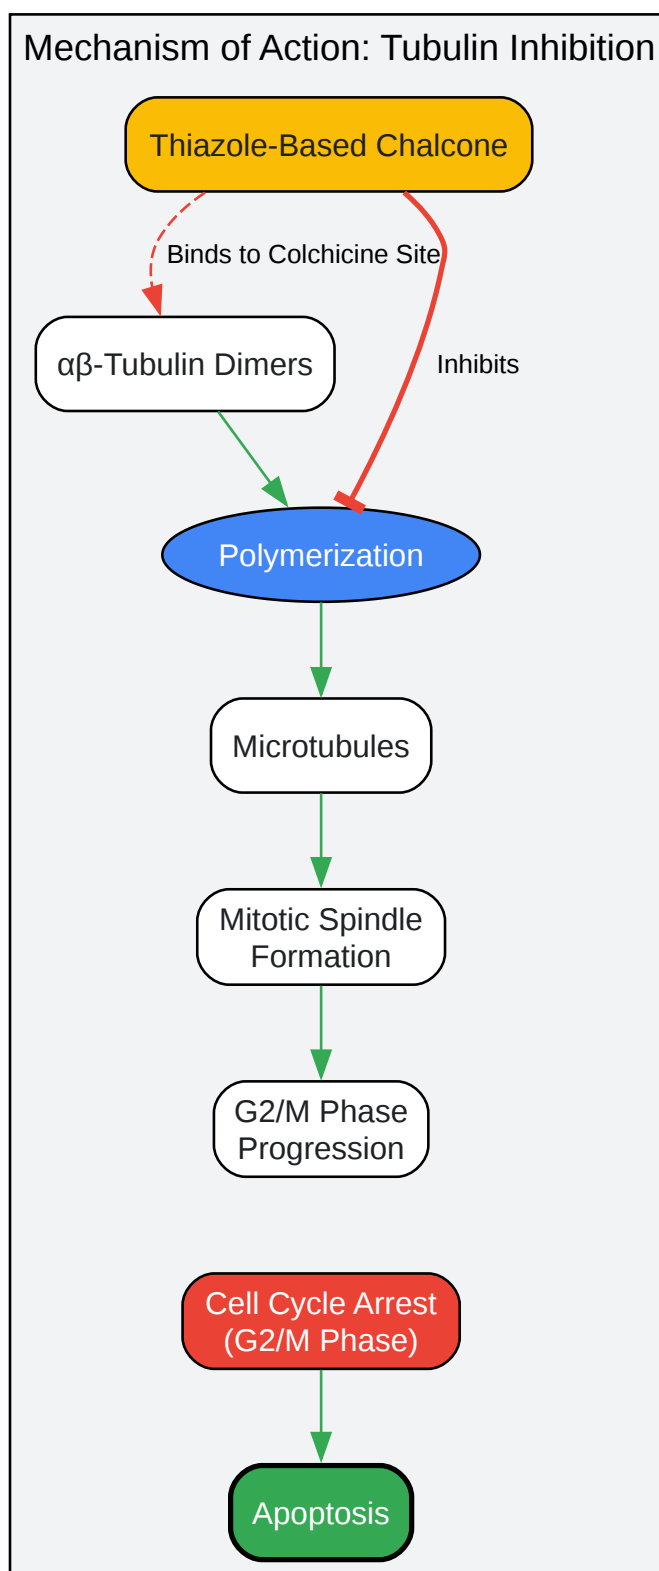 Mechanism of Action: Tubulin Inhibition
Thiazole-Based Chalcone
Binds to Colchicine Site
αβ-Tubulin Dimers
Inhibits
Polymerization
Microtubules
Mitotic Spindle
Formation
G2/M Phase
Progression
Cell Cycle Arrest
(G2/M Phase)
Apoptosis